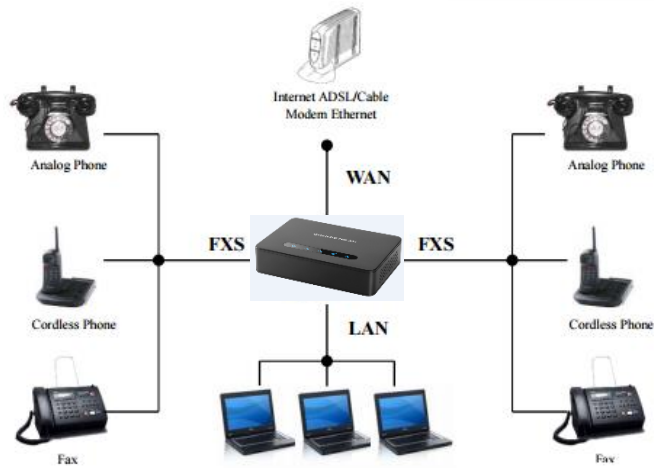 Internet ADSL/Cable
Modem Ethernet
Analog Phone
Analog Phone
WAN
FXS
FXS
LAN
Cordless Phone
Cordless Phone
Fax
Fax